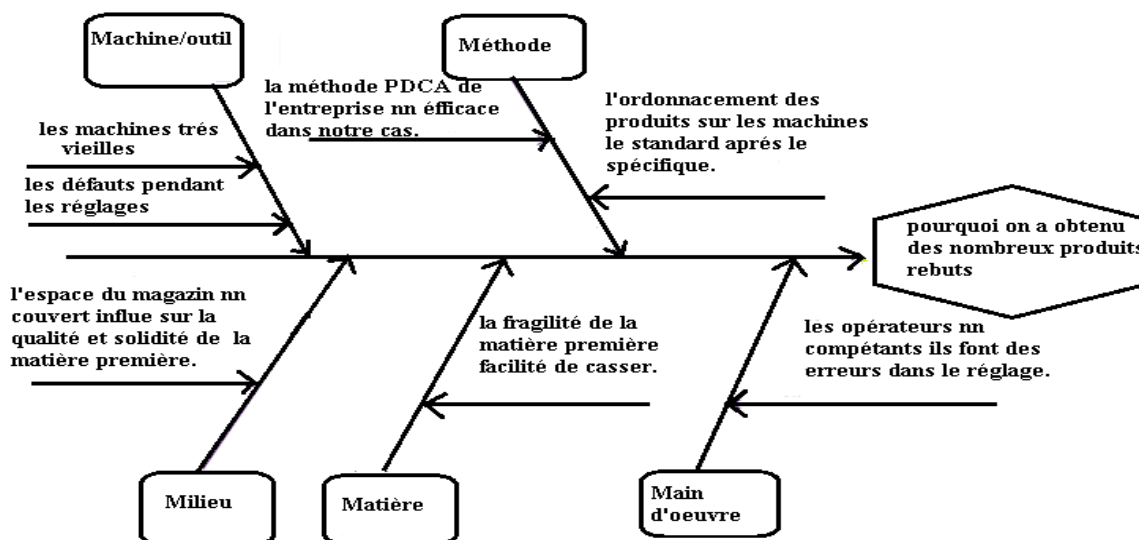 Machine/outil
Méthode
la méthode PDCA de
l'entreprise nn éfficace
dans notre cas.
l'ordonnacement des
produits sur les machines
le standard aprés le
spécifique.
les machines trés
vieilles
les défauts pendant
les réglages
pourquoi on a obtenu
des nombreux produits
rebuts
l'espace du magazin nn
couvert influe sur la
qualité et solidité de la
matière première.
la fragilité de la
matière première
facilité de casser.
les opérateurs nn
compétants ils font des
erreurs dans le réglage.
Milieu
Matière
Main
d'oeuvre